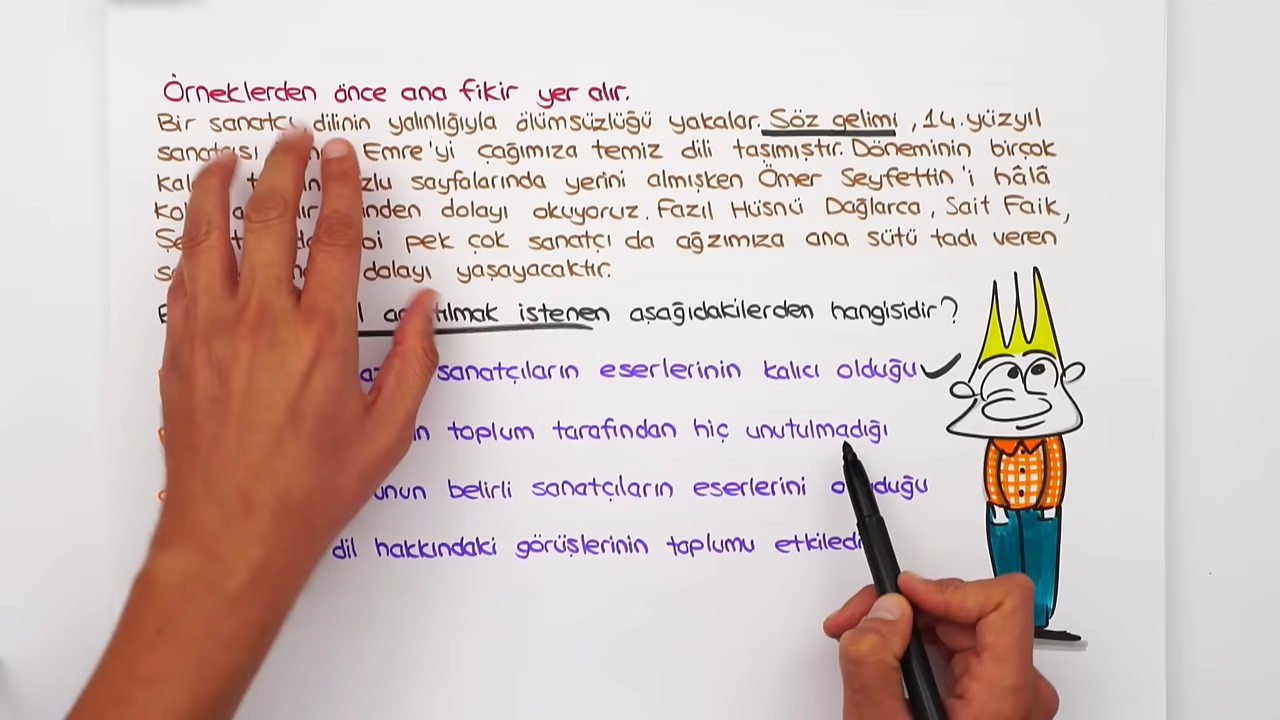 Örneklerden önce ana fikir yer alır.
Bir sanatçı dilinin yalınlığıyla ölümsüzlüğü yakalar. Söz gelimi, 14. yüzyıl
Emre'yi çağımıza temiz dili taşımıştır. Döneminin birçok
sayfalarında yerini almışken Ömer Seyfettin'i hâlâ
dolayı okuyoruz. Fazıl Hüsnü Dağlarca, Sait Faik,
pek çok sanatçı da ağzımıza ana sütü tadı veren
dolayı yaşayacaktır.
istenen aşağıdakilerden hangisidir?
sanatçıların eserlerinin kalıcı olduğu
toplum tarafından hiç unutulmadığı
belirli sanatçıların eserlerini
dil hakkındaki görüşlerinin toplumu